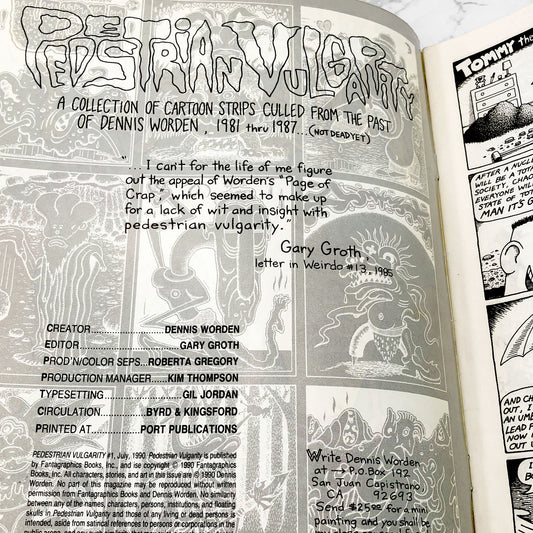 PEDESTRIAN VULGARITY
A COLLECTION OF CARTOON STRIPS CULLED FROM THE PAST
OF DENNIS WORDEN, 1981 thru 1987...(NOT DEAD YET)
"... I can't for the life of me figure
out the appeal of Worden's "Page of
Crap," which seemed to make up
for a lack of wit and insight with
pedestrian vulgarity."
Gary Groth,
letter in Weirdo #13, 1985
CREATOR....................DENNIS WORDEN
EDITOR..........................GARY GROTH
PROD'N/COLOR SEPS...ROBERTA GREGORY
PRODUCTION MANAGER......KIM THOMPSON
TYPESETTING....................GIL JORDAN
CIRCULATION.........BYRD & KINGSFORD
PRINTED AT...........PORT PUBLICATIONS
PEDESTRIAN VULGARITY #1, July, 1990. Pedestrian Vulgarity is published
by Fantagraphics Books, Inc., and is copyright © 1990 Fantagraphics
Books, Inc. All characters, stories, and art in this issue are © 1990 Dennis
Worden. No part of this magazine may be reproduced without written
permission from Fantagraphics Books and Dennis Worden. No similarity
between any of the names, characters, persons, institutions, and floating
skulls in Pedestrian Vulgarity and those of any living or dead persons is
intended, aside from satirical references to persons or corporations in the
Write Dennis Worden
at → P.O. Box 192
San Juan Capistrano,
CA 92693
Send $25.00 for a mini
painting and you shall be
TOMMY the
AFTER A NUCLE
WILL BE A TOTA
SOCIETY, CHAO
EVERYONE WIL
STATE OF TOT
MAN IT'S G
AND CH
OUT, I
AN UMB
LEAD F
NOW I
OUT U